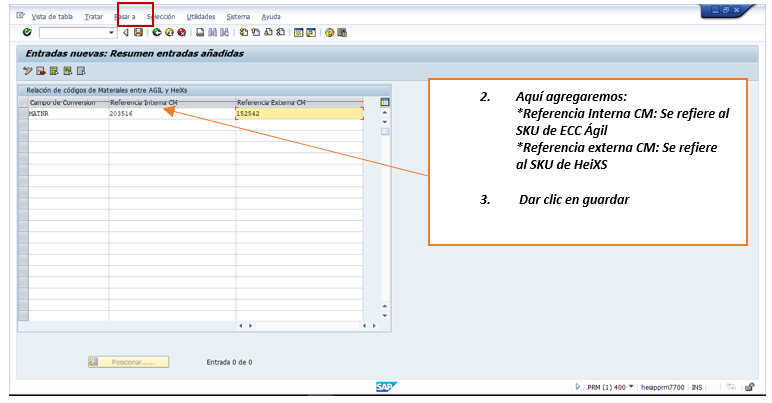 Vista de tabla Tratar Pasar a Selección Utilidades Sistema Ayuda
Entradas nuevas: Resumen entradas añadidas
Relación de códigos de Materiales entre AGIL y HeiXs
Campo de Conversion Referencia Interna CM Referencia Externa CM
MATNR 203516 152542
2. Aquí agregaremos:
*Referencia Interna CM: Se refiere al
SKU de ECC Ágil
*Referencia externa CM: Se refiere
al SKU de HeiXS
3. Dar clic en guardar
Posicionar...... Entrada 0 de 0
SAP
PRM (1) 400 heiapprm7700 INS